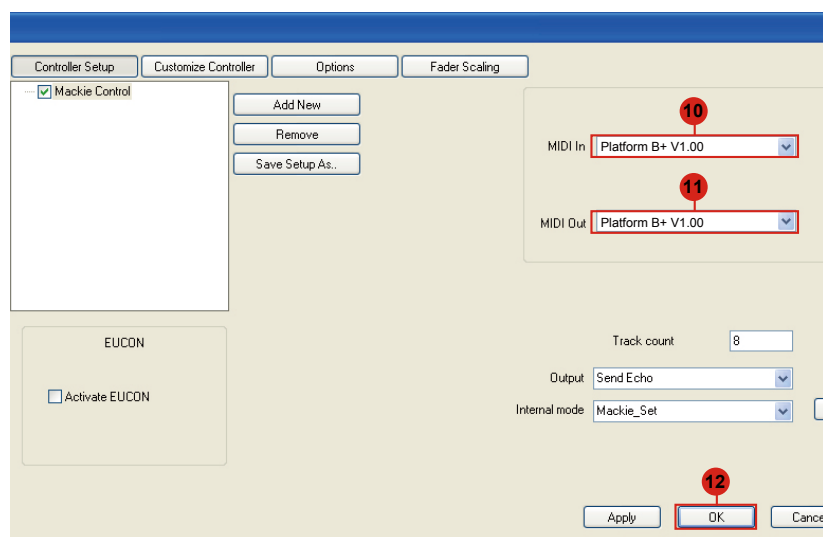 Controller Setup
Customize Controller
Options
Fader Scaling
Mackie Control
Add New
Remove
Save Setup As..
10
MIDI In
Platform B+ V1.00
11
MIDI Out
Platform B+ V1.00
EUCON
Activate EUCON
Track count
8
Output
Send Echo
Internal mode
Mackie_Set
12
Apply
OK
Cance